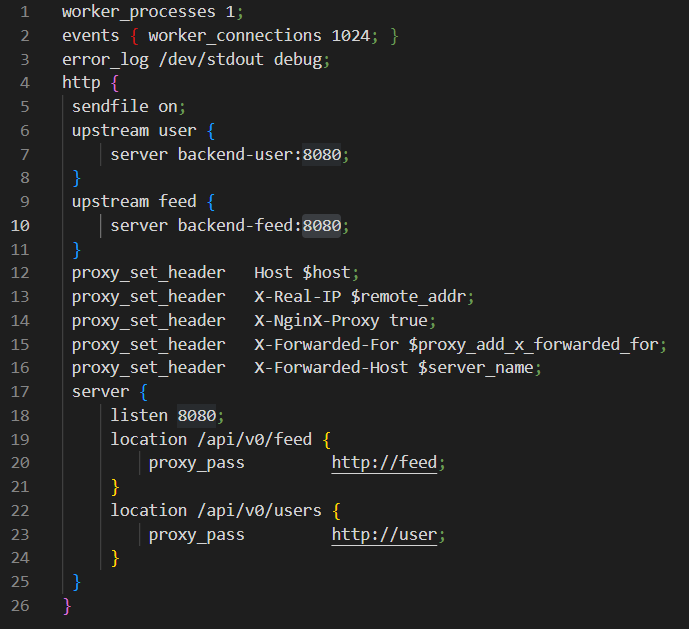 1 worker_processes 1;
2 events { worker_connections 1024; }
3 error_log /dev/stdout debug;
4 http {
5 sendfile on;
6 upstream user {
7 server backend-user:8080;
8 }
9 upstream feed {
10 server backend-feed:8080;
11 }
12 proxy_set_header   Host $host;
13 proxy_set_header   X-Real-IP $remote_addr;
14 proxy_set_header   X-NginX-Proxy true;
15 proxy_set_header   X-Forwarded-For $proxy_add_x_forwarded_for;
16 proxy_set_header   X-Forwarded-Host $server_name;
17 server {
18 listen 8080;
19 location /api/v0/feed {
20 proxy_pass         http://feed;
21 }
22 location /api/v0/users {
23 proxy_pass         http://user;
24 }
25 }
26 }